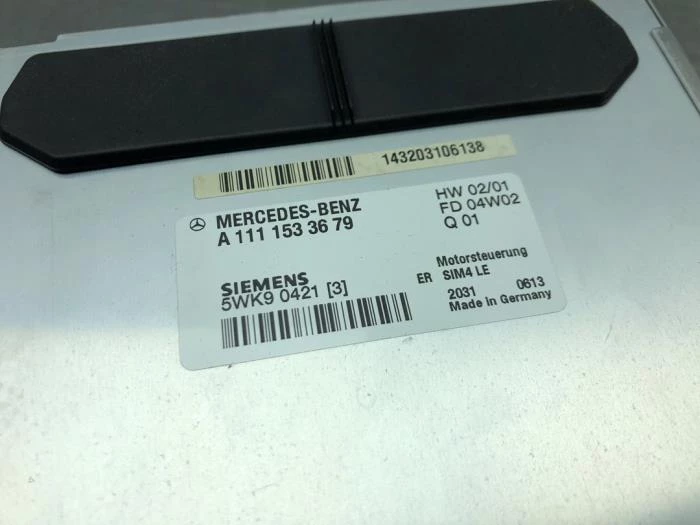 143203106138
MERCEDES-BENZ
A 111 153 36 79
HW 02/01
FD 04W02
Q 01
SIEMENS
5WK9 0421 [3]
Motorsteuerung
ER SIM4 LE
2031 0613
Made in Germany